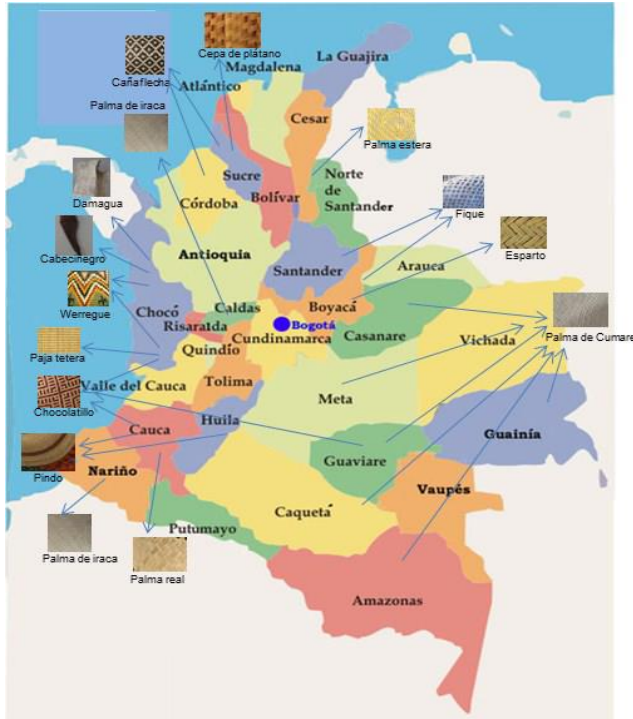 Cepa de plátano
La Guajira
Magdalena
Cañaflecha
Atlántico
Palma de iraca
Cesar
Palma estera
Sucre
Norte
de
Santander
Córdoba
Bolívar
Damagua
Fique
Cabecinegro
Antioquia
Esparto
Santander
Arauca
Werregue
Chocó
Caldas
Boyacá
Risaralda
Bogotá
Casanare
Palma de Cumare
Cundinamarca
Vichada
Paja tetera
Quindío
Valle del Cauca
Tolima
Meta
Chocolatillo
Huila
Cauca
Guainía
Guaviare
Pindo
Nariño
Vaupés
Caquetá
Putumayo
Palma de iraca
Palma real
Amazonas